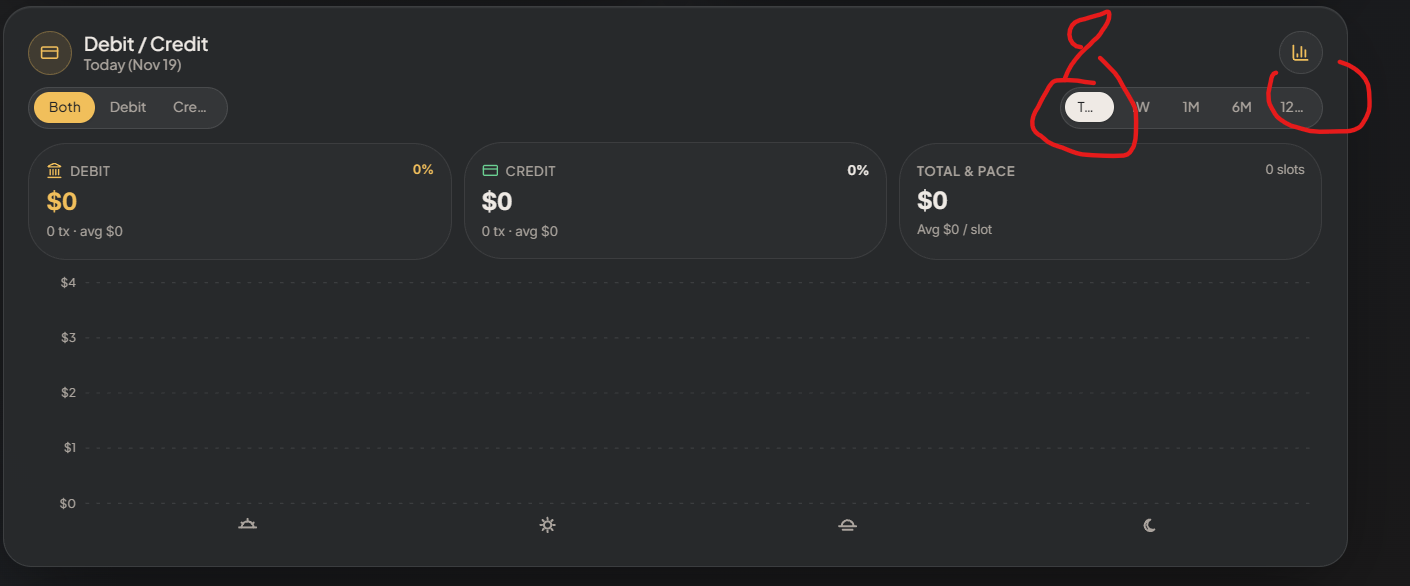 Debit / Credit
Today (Nov 19)
Both Debit Cre...
T... W 1M 6M 12...
DEBIT 0%
$0
0 tx · avg $0
CREDIT 0%
$0
0 tx · avg $0
TOTAL & PACE 0 slots
$0
Avg $0 / slot
$4
$3
$2
$1
$0